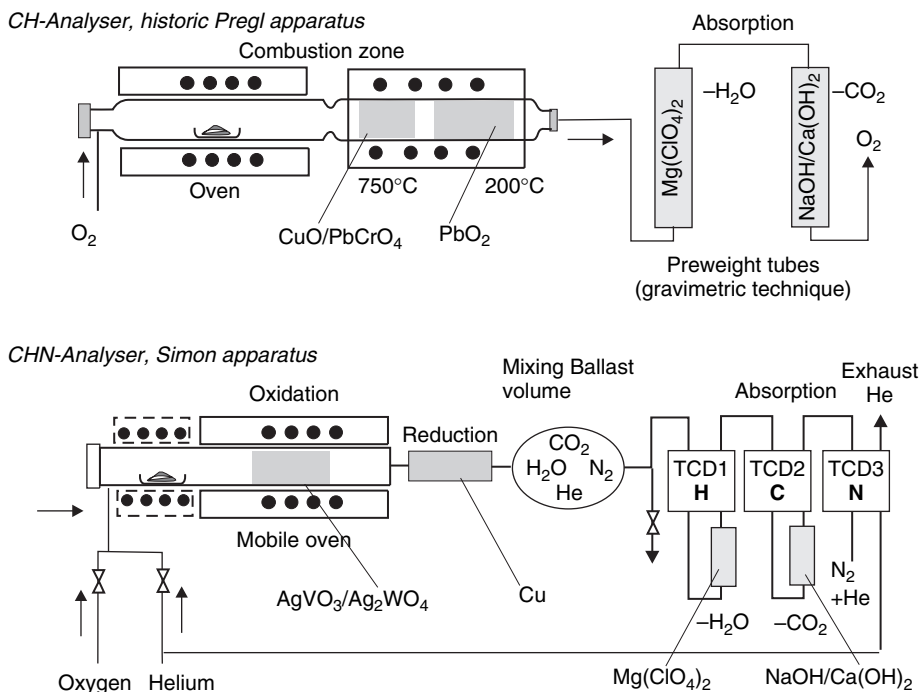 CH-Analyser, historic Pregl apparatus
Combustion zone
Absorption
–H₂O
–CO₂
Mg(ClO₄)₂
NaOH/Ca(OH)₂
O₂
Oven
750°C
200°C
O₂
CuO/PbCrO₄
PbO₂
Preweight tubes
(gravimetric technique)
CHN-Analyser, Simon apparatus
Mixing Ballast
volume
Exhaust
He
Oxidation
Absorption
Reduction
CO₂
H₂O
N₂
He
TCD1
H
TCD2
C
TCD3
N
Mobile oven
AgVO₃/Ag₂WO₄
Cu
N₂
+He
–H₂O
–CO₂
Mg(ClO₄)₂
NaOH/Ca(OH)₂
Oxygen
Helium